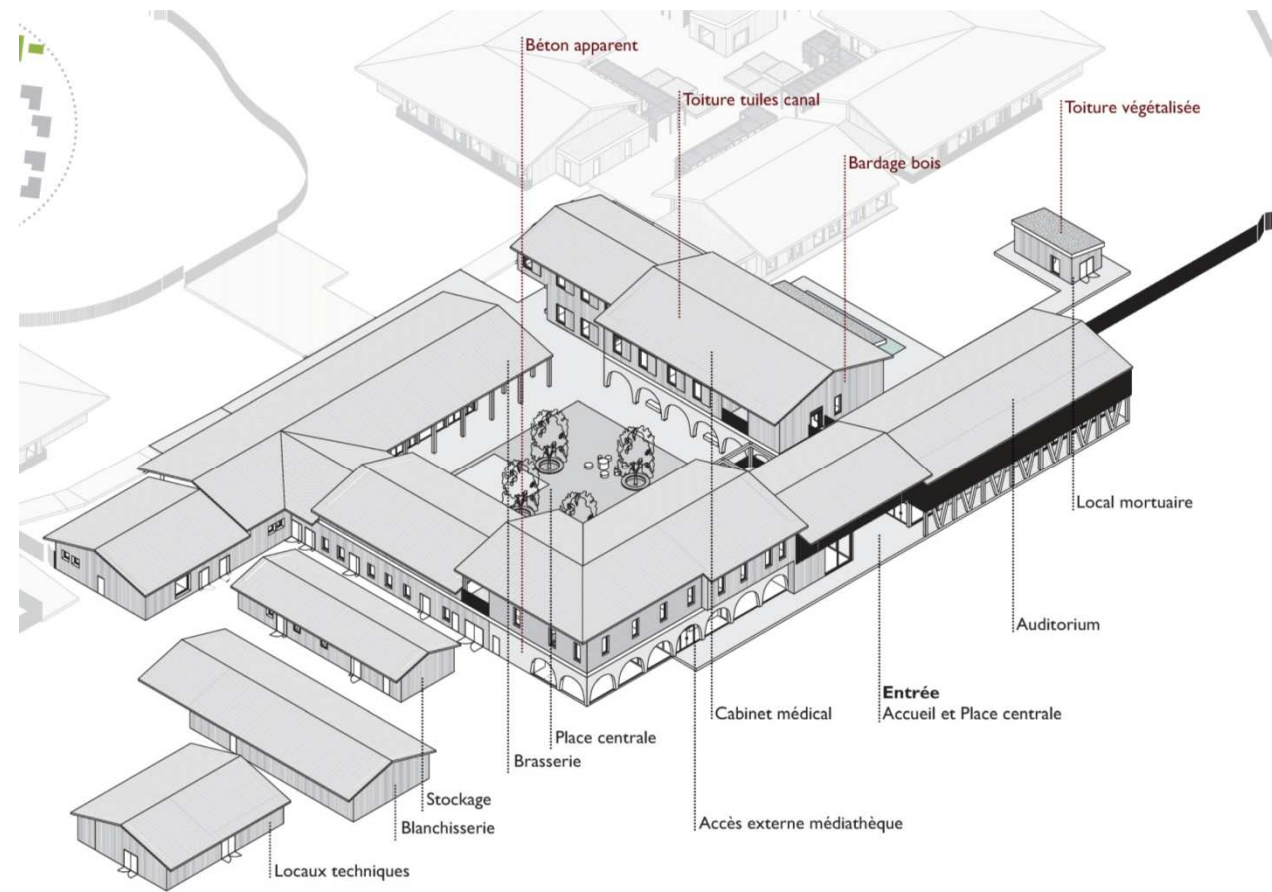 Béton apparent
Toiture tuiles canal
Toiture végétalisée
Bardage bois
Local mortuaire
Auditorium
Entrée
Accueil et Place centrale
Cabinet médical
Place centrale
Brasserie
Stockage
Accès externe médiathèque
Blanchisserie
Locaux techniques